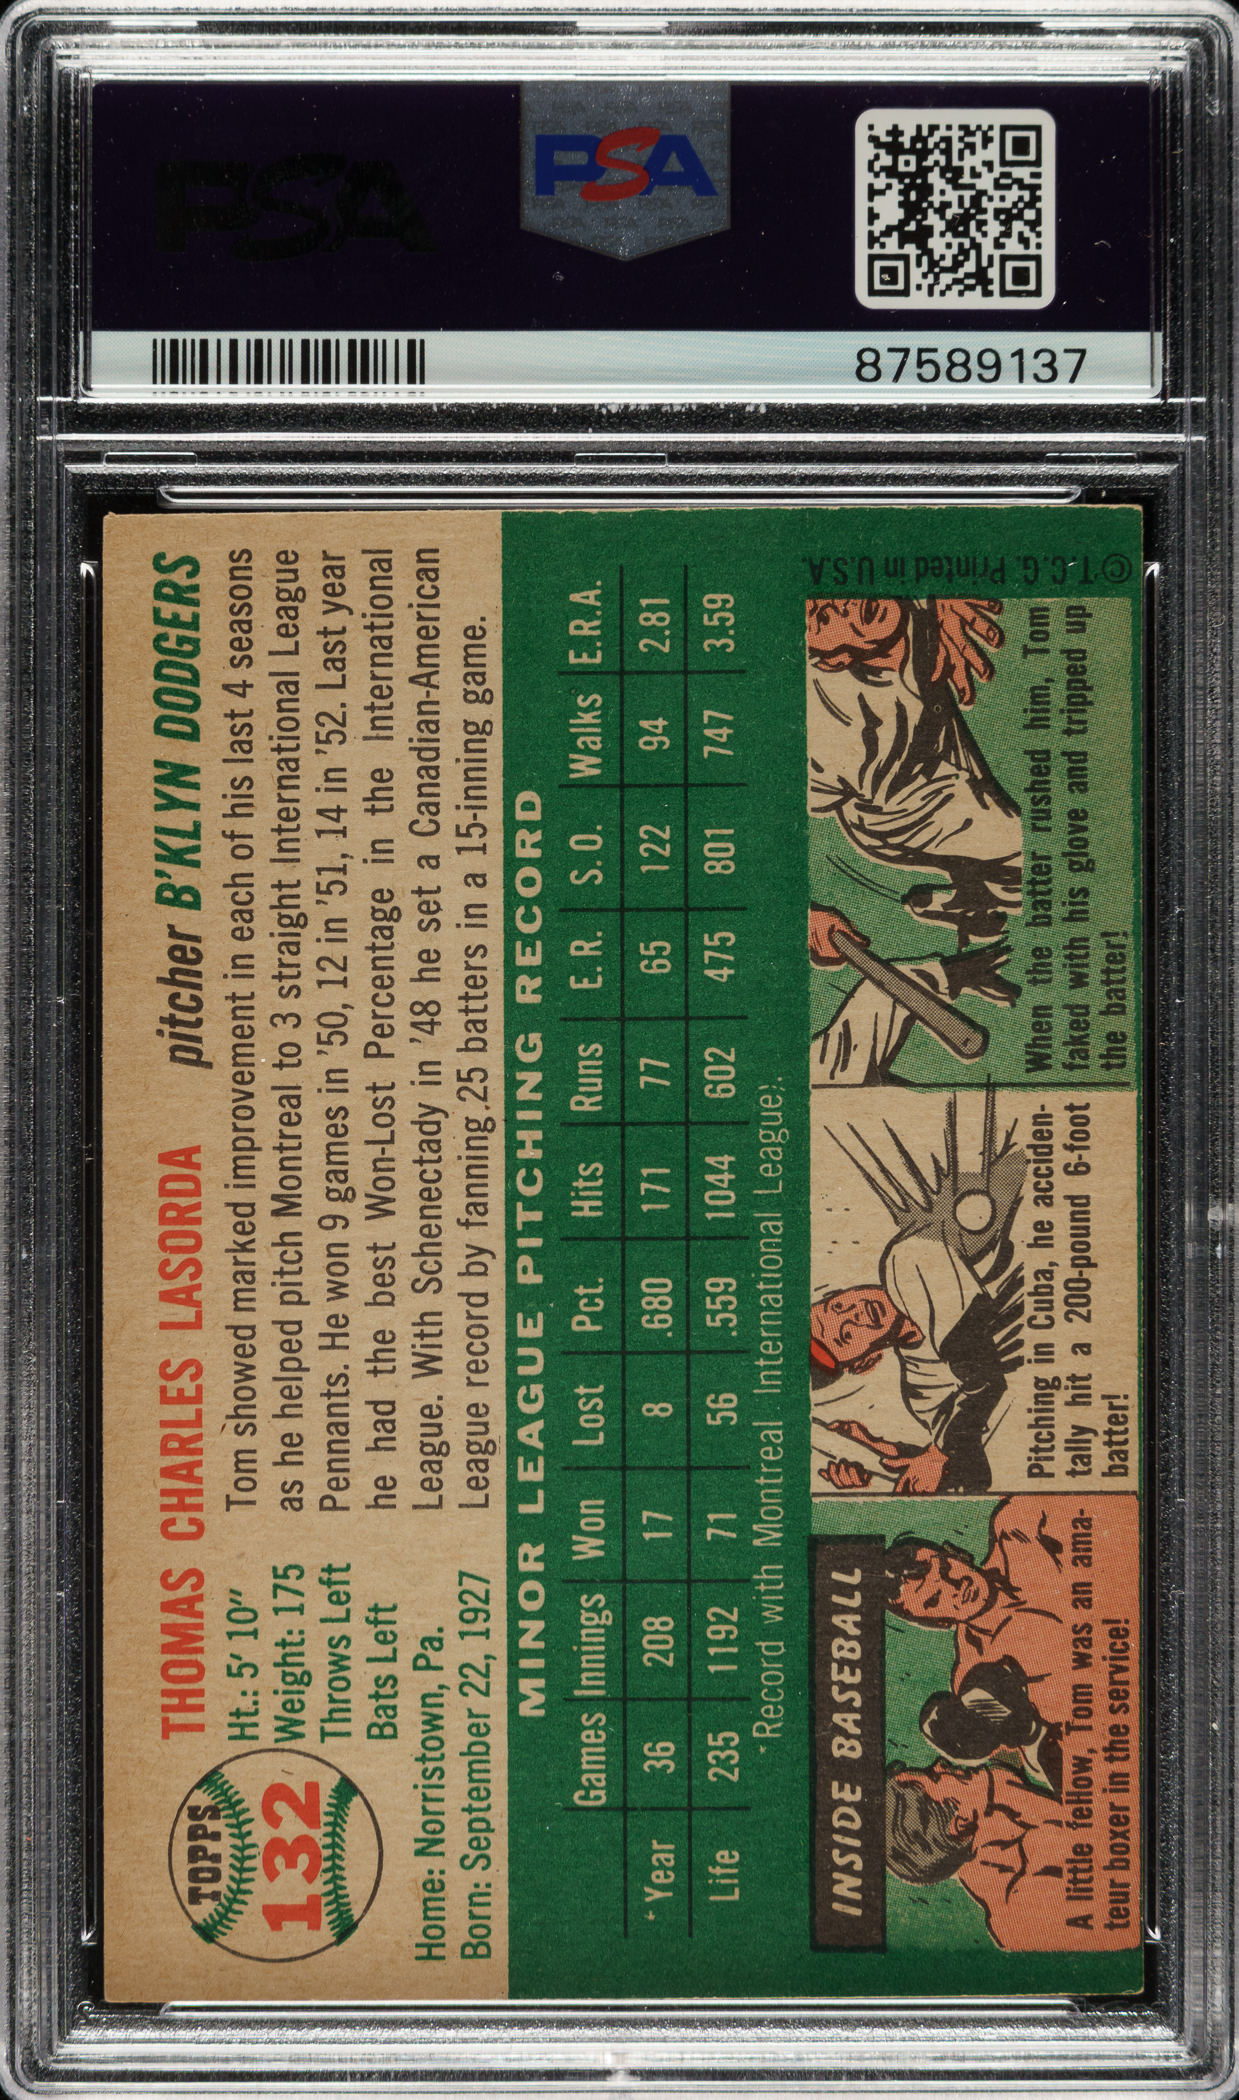 PSA
PSA
87589137
TOPPS
132
THOMAS CHARLES LASORDA
pitcher B'KLYN DODGERS
Ht.: 5' 10"
Weight: 175
Throws Left
Bats Left
Home: Norristown, Pa.
Born: September 22, 1927
Tom showed marked improvement in each of his last 4 seasons
as he helped pitch Montreal to 3 straight International League
Pennants. He won 9 games in '50, 12 in '51, 14 in '52. Last year
he had the best Won-Lost Percentage in the International
League. With Schenectady in '48 he set a Canadian-American
League record by fanning 25 batters in a 15-inning game.
MINOR LEAGUE PITCHING RECORD
Games Innings Won Lost Pct. Hits Runs E.R. S.O. Walks E.R.A.
*Year 36 208 17 8 .680 171 77 65 122 94 2.81
Life 235 1192 71 56 .559 1044 602 475 801 747 3.59
*Record with Montreal International League).
INSIDE BASEBALL
A little fellow, Tom was an ama-
teur boxer in the service!
Pitching in Cuba, he acciden-
tally hit a 200-pound 6-foot
batter!
When the batter rushed him, Tom
faked with his glove and tripped up
the batter!
©T.C.G. Printed in U.S.A.